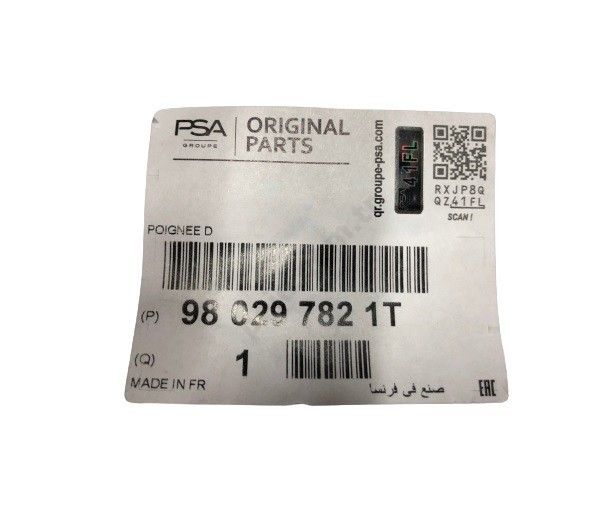 PSA
GROUPE
ORIGINAL
PARTS
qr.groupe-psa.com
41FL
RXJP8Q
QZ41FL
SCAN!
POIGNEE D
(P) 98 029 782 1T
(Q) 1
MADE IN FR
صنع في فرنسا
EAC